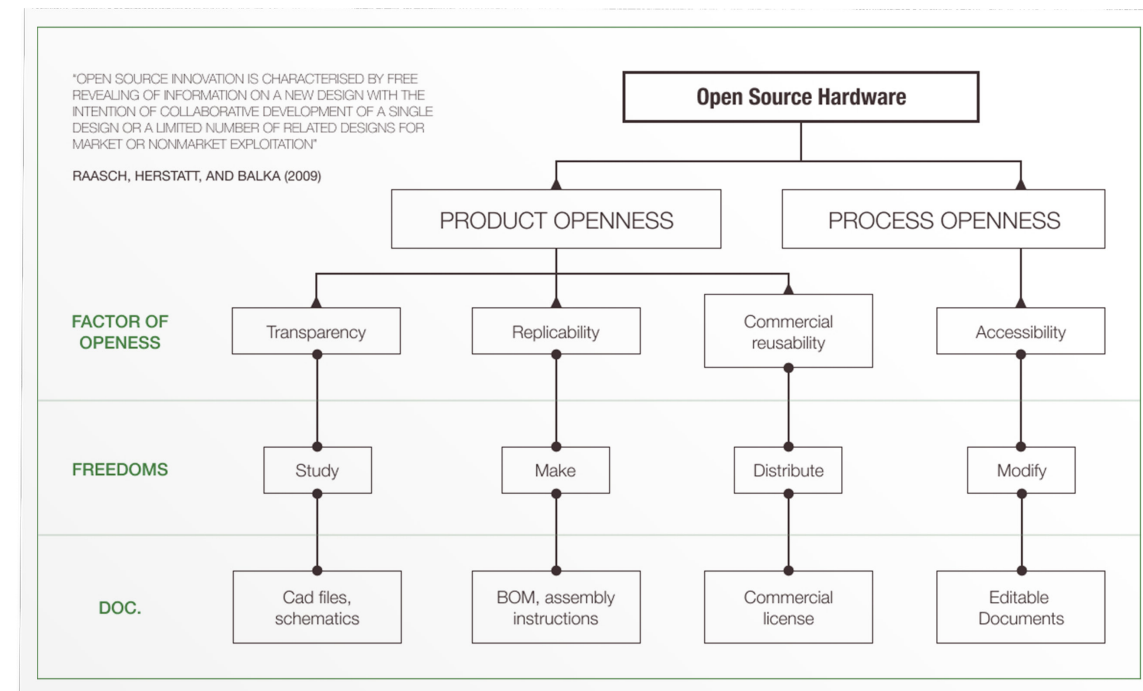 "OPEN SOURCE INNOVATION IS CHARACTERISED BY FREE
REVEALING OF INFORMATION ON A NEW DESIGN WITH THE
INTENTION OF COLLABORATIVE DEVELOPMENT OF A SINGLE
DESIGN OR A LIMITED NUMBER OF RELATED DESIGNS FOR
MARKET OR NONMARKET EXPLOITATION"
RAASCH, HERSTATT, AND BALKA (2009)
Open Source Hardware
PRODUCT OPENNESS
PROCESS OPENNESS
FACTOR OF
OPENESS
Transparency
Replicability
Commercial
reusability
Accessibility
FREEDOMS
Study
Make
Distribute
Modify
DOC.
Cad files,
schematics
BOM, assembly
instructions
Commercial
license
Editable
Documents